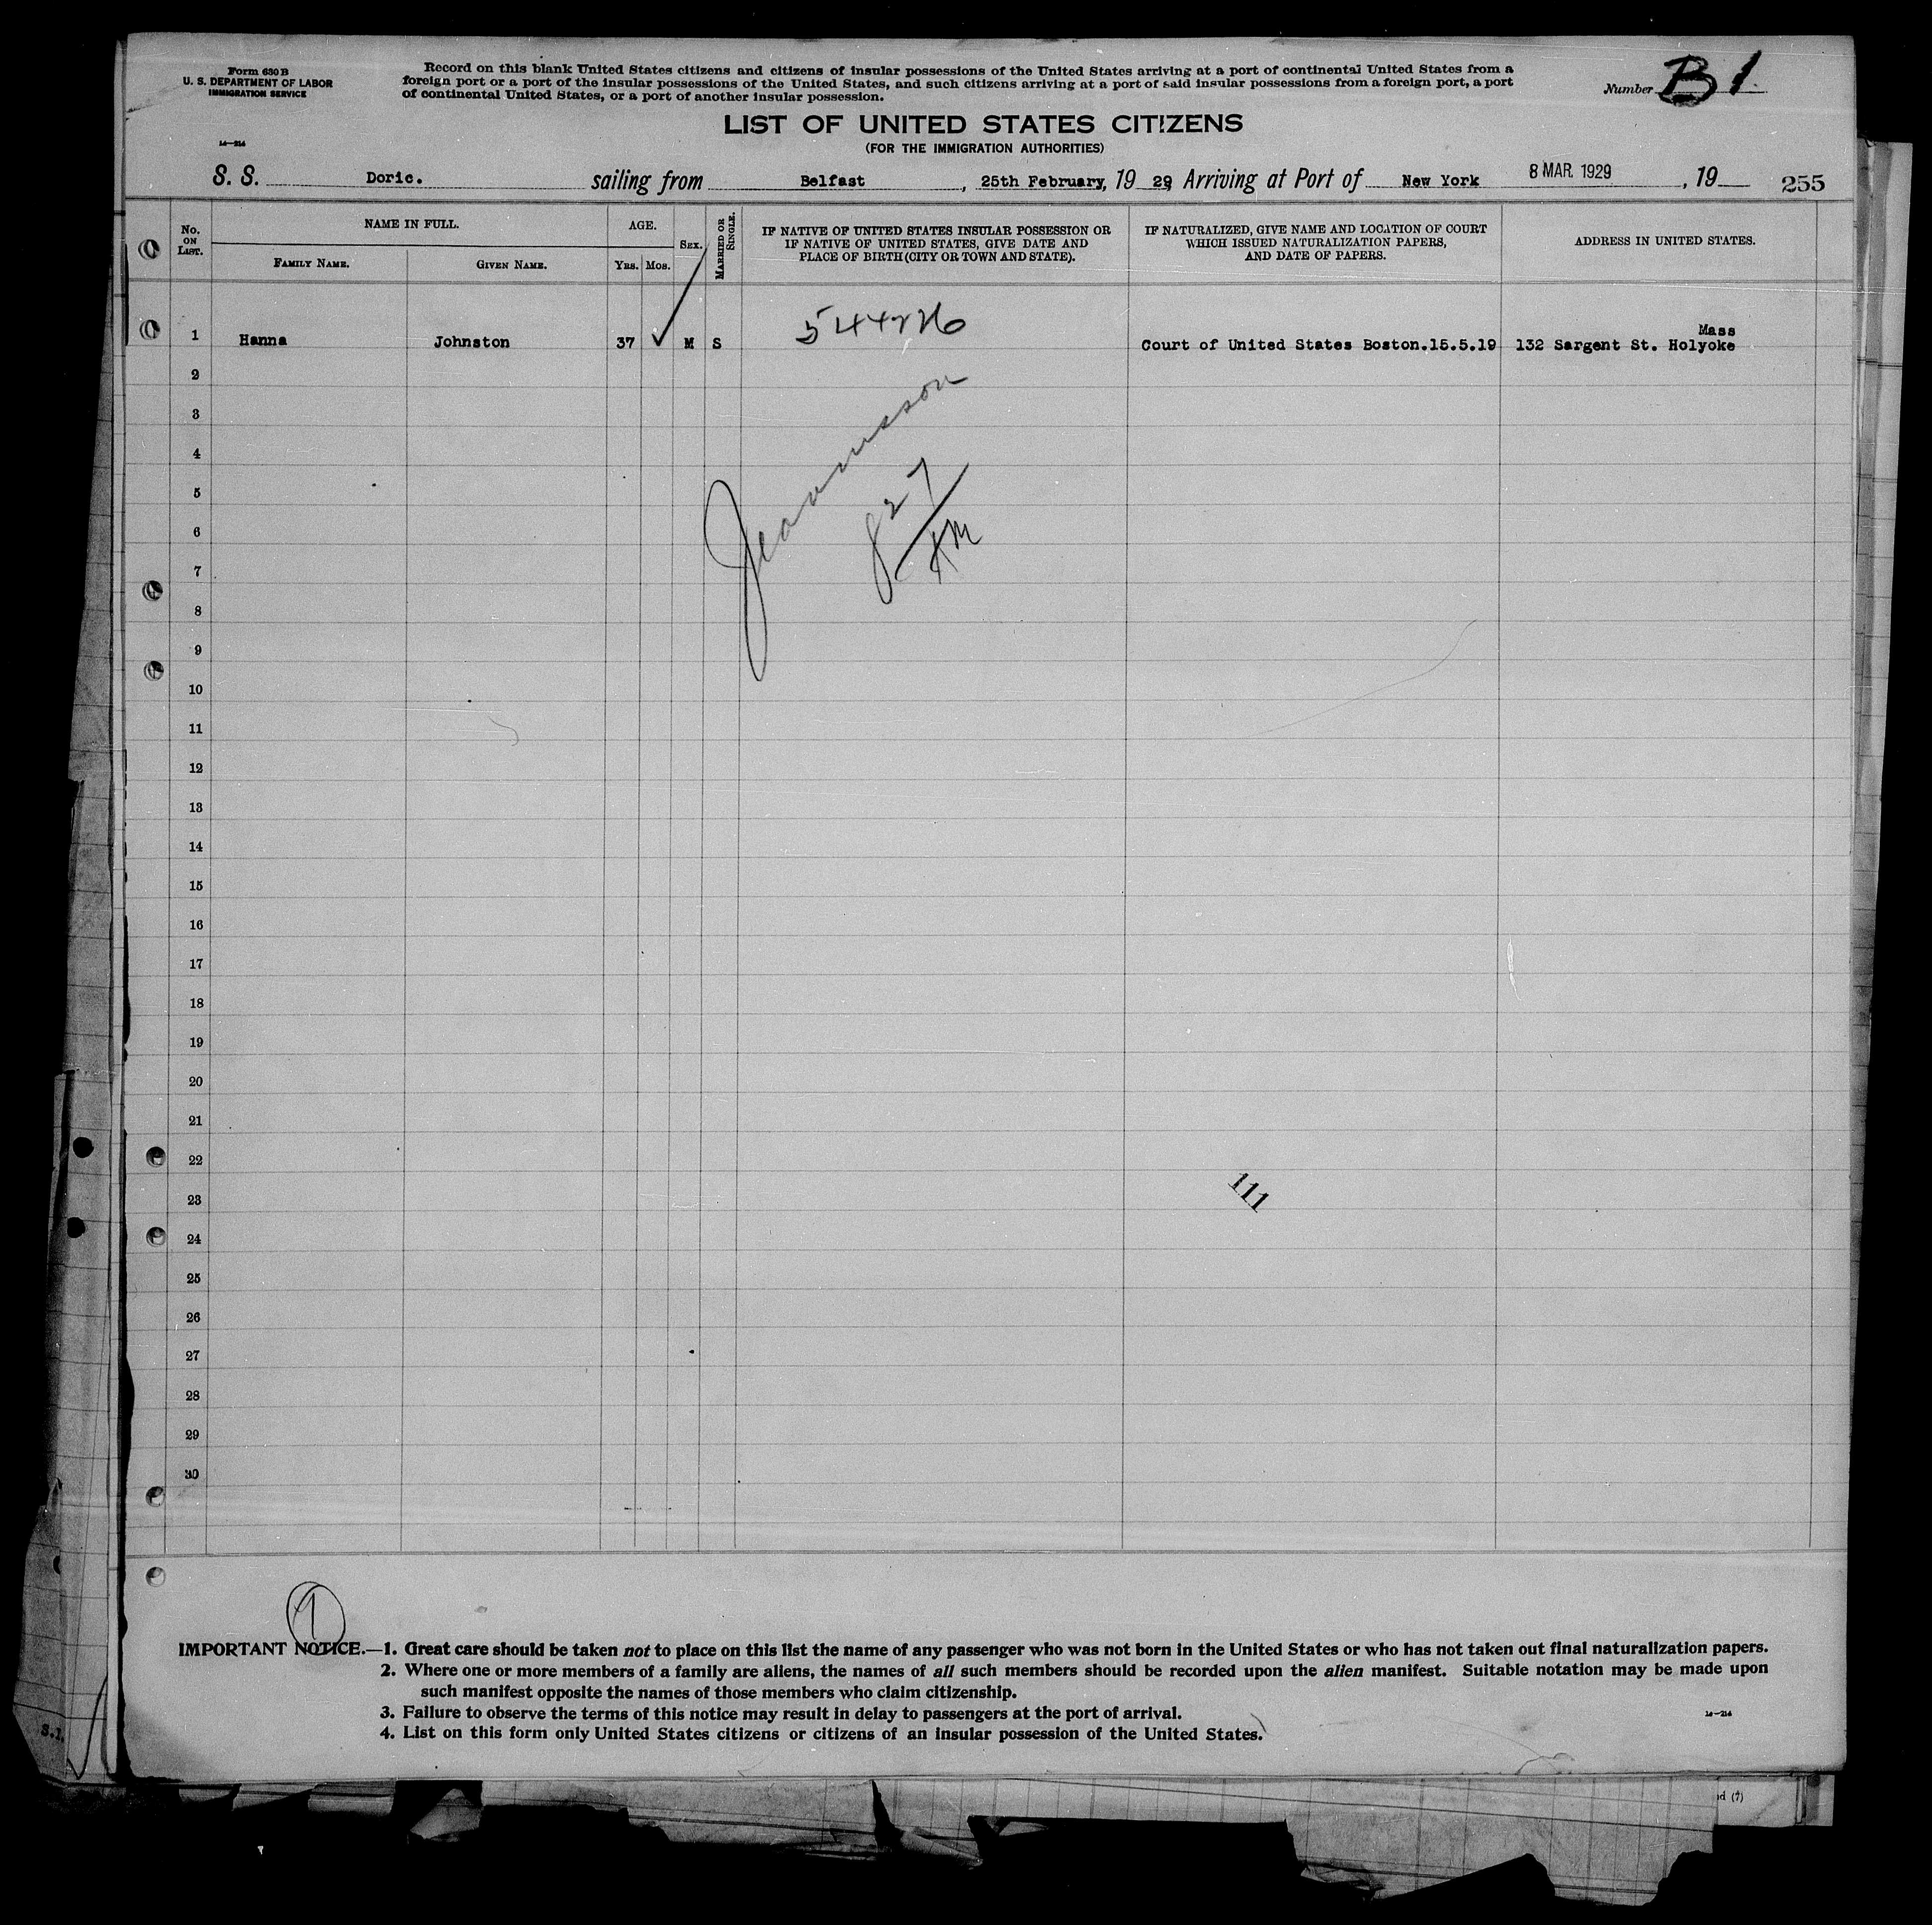 Form 630 B
U. S. DEPARTMENT OF LABOR
IMMIGRATION SERVICE
Record on this blank United States citizens and citizens of insular possessions of the United States arriving at a port of continental United States from a
foreign port or a port of the insular possessions of the United States, and such citizens arriving at a port of said insular possessions from a foreign port, a port
of continental United States, or a port of another insular possession.
Number B 1
LIST OF UNITED STATES CITIZENS
(FOR THE IMMIGRATION AUTHORITIES)
14—214
S. S. Doric. sailing from Belfast, 25th February, 19 29 Arriving at Port of New York 8 MAR. 1929, 19 255
No. ON LIST. NAME IN FULL. FAMILY NAME. GIVEN NAME. AGE. YRS. MOS. SEX. MARRIED OR SINGLE.
IF NATIVE OF UNITED STATES INSULAR POSSESSION OR
IF NATIVE OF UNITED STATES, GIVE DATE AND
PLACE OF BIRTH (CITY OR TOWN AND STATE).
IF NATURALIZED, GIVE NAME AND LOCATION OF COURT
WHICH ISSUED NATURALIZATION PAPERS,
AND DATE OF PAPERS.
ADDRESS IN UNITED STATES.
1 Hanna Johnston 37 ✓ M S Court of United States Boston.15.5.19 132 Sargent St. Holyoke Mass
2
3
4
5
6
7
8
9
10
11
12
13
14
15
16
17
18
19
20
21
22
23
24
25
26
27
28
29
30
827
111
1
IMPORTANT NOTICE.—1. Great care should be taken not to place on this list the name of any passenger who was not born in the United States or who has not taken out final naturalization papers.
2. Where one or more members of a family are aliens, the names of all such members should be recorded upon the alien manifest. Suitable notation may be made upon
such manifest opposite the names of those members who claim citizenship.
3. Failure to observe the terms of this notice may result in delay to passengers at the port of arrival.
4. List on this form only United States citizens or citizens of an insular possession of the United States.
14—214